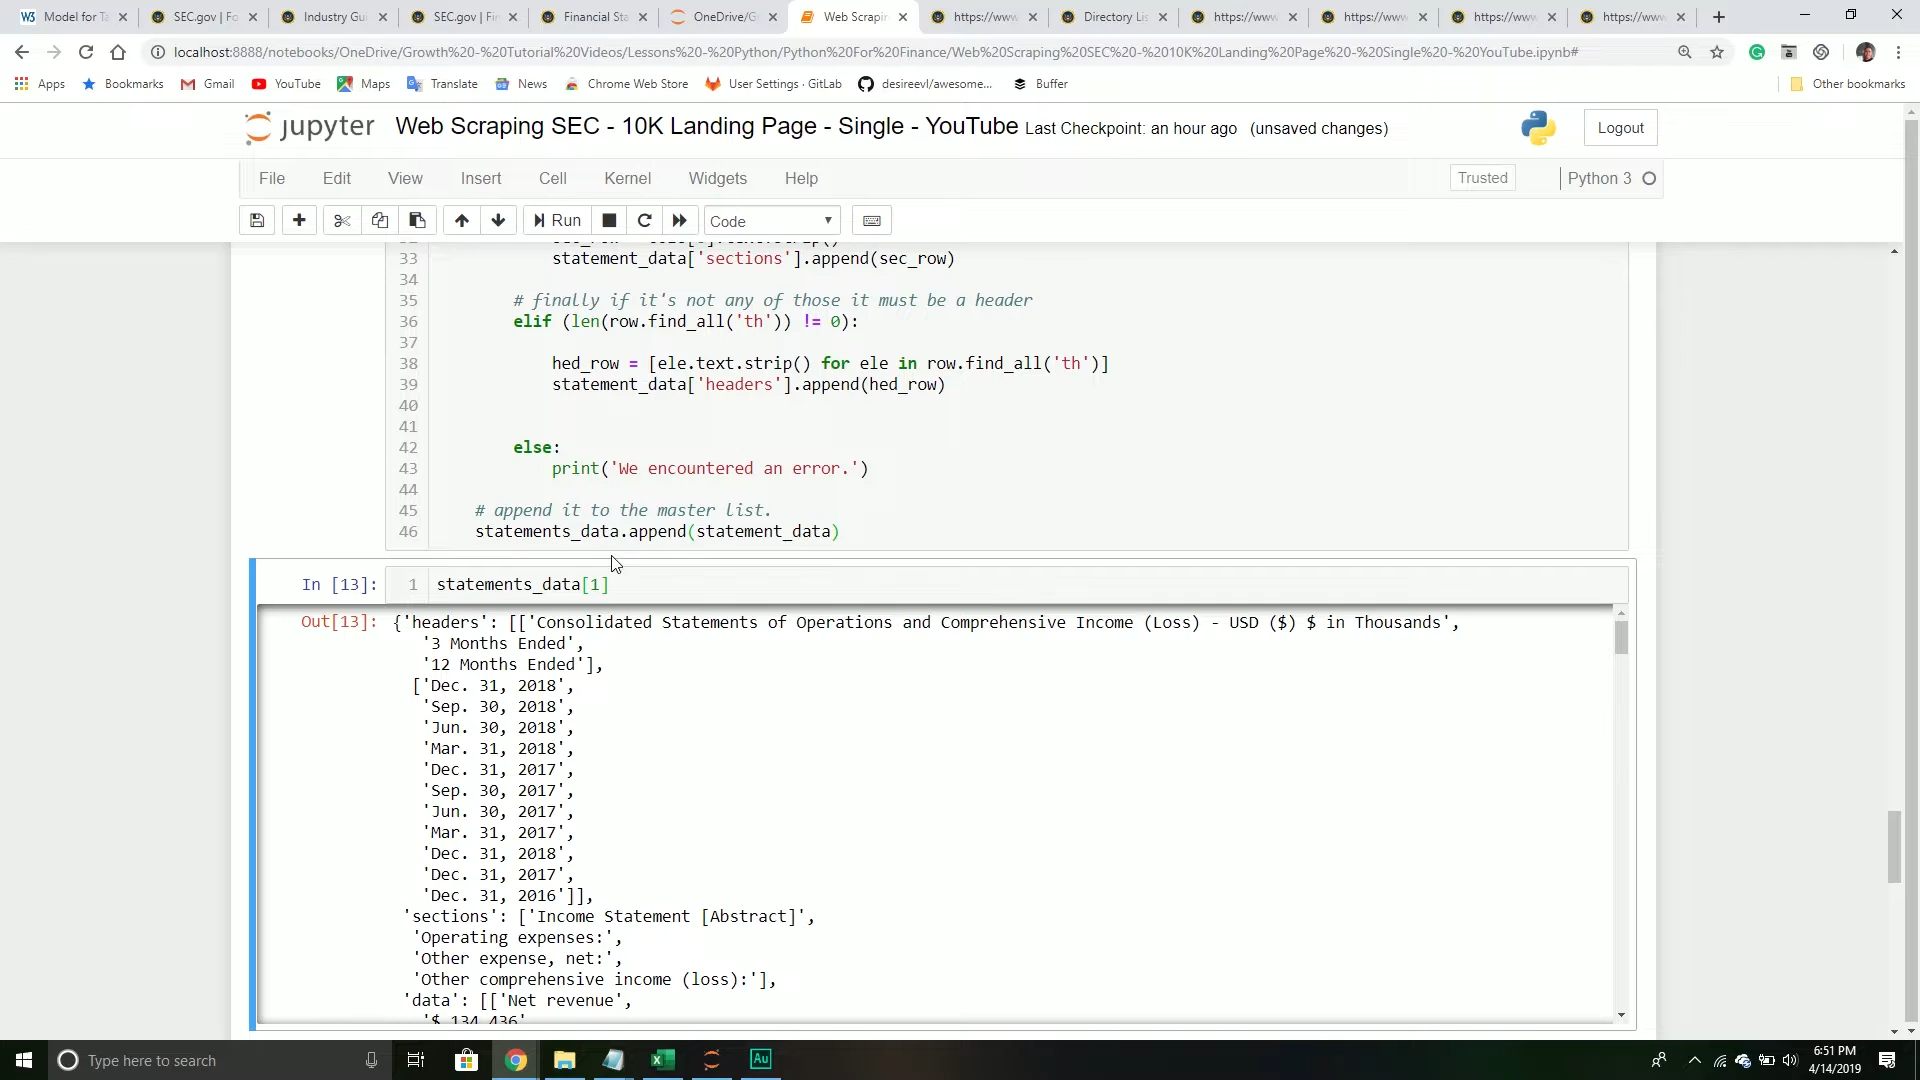 Model for Ta
SEC.gov | Fo
Industry Gui
SEC.gov | Fin
Financial Sta
OneDrive/G
Web Scrapin
https://www
Directory Lis
https://www
https://www
https://www
https://www
localhost:8888/notebooks/OneDrive/Growth%20-%20Tutorial%20Videos/Lessons%20-%20Python/Python%20For%20Finance/Web%20Scraping%20SEC%20-%2010K%20Landing%20Page%20-%20Single%20-%20YouTube.ipynb#
Apps Bookmarks Gmail YouTube Maps Translate News Chrome Web Store User Settings · GitLab desireevl/awesome... Buffer Other bookmarks
jupyter Web Scraping SEC - 10K Landing Page - Single - YouTube Last Checkpoint: an hour ago (unsaved changes) Logout
File Edit View Insert Cell Kernel Widgets Help Trusted Python 3
Run Code
33 statement_data['sections'].append(sec_row)
34
35 # finally if it's not any of those it must be a header
36 elif (len(row.find_all('th')) != 0):
37
38 hed_row = [ele.text.strip() for ele in row.find_all('th')]
39 statement_data['headers'].append(hed_row)
40
41
42 else:
43 print('We encountered an error.')
44
45 # append it to the master list.
46 statements_data.append(statement_data)
In [13]: 1 statements_data[1]
Out[13]: {'headers': [['Consolidated Statements of Operations and Comprehensive Income (Loss) - USD ($) $ in Thousands',
'3 Months Ended',
'12 Months Ended'],
['Dec. 31, 2018',
'Sep. 30, 2018',
'Jun. 30, 2018',
'Mar. 31, 2018',
'Dec. 31, 2017',
'Sep. 30, 2017',
'Jun. 30, 2017',
'Mar. 31, 2017',
'Dec. 31, 2018',
'Dec. 31, 2017',
'Dec. 31, 2016']],
'sections': ['Income Statement [Abstract]',
'Operating expenses:',
'Other expense, net:',
'Other comprehensive income (loss):'],
'data': [['Net revenue',
'$ 134,436'
Type here to search
6:51 PM
4/14/2019